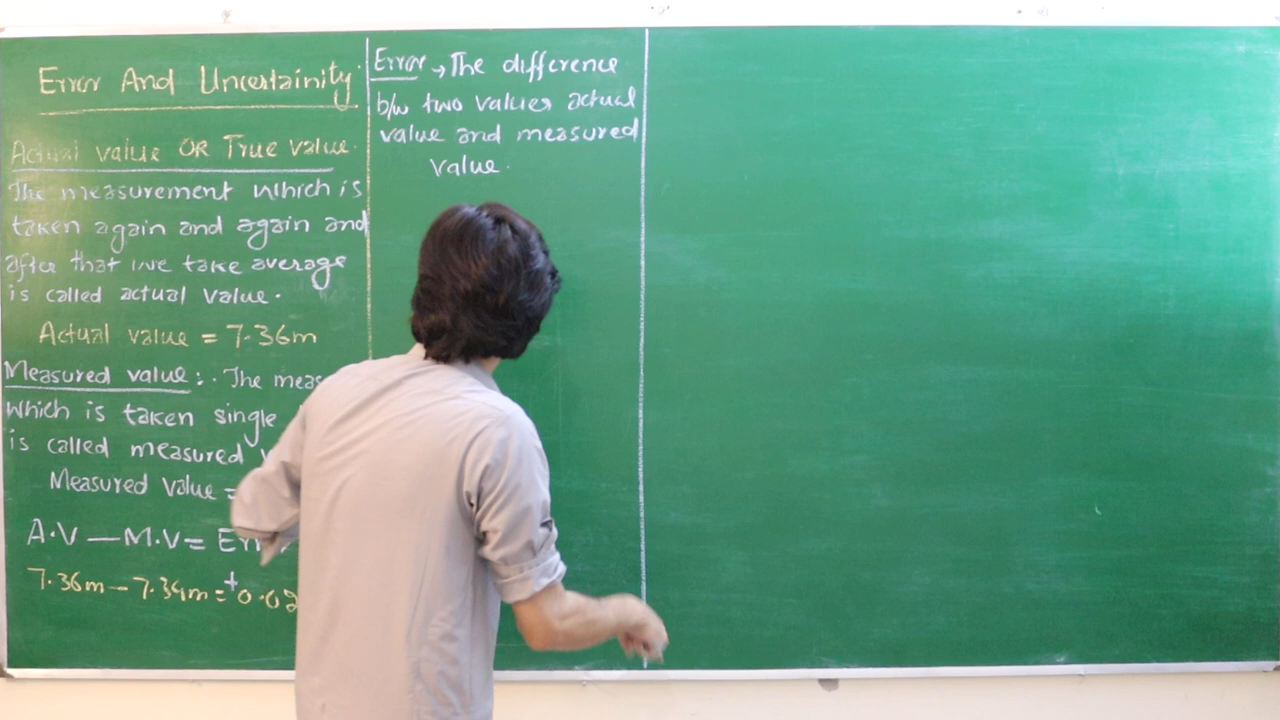 Error And Uncertainity
Actual value OR True value.
The measurement which is
taken again and again and
after that we take average
is called actual value.
Actual value = 7.36m
Measured value :. The
which is taken single
is called measured
Measured value =
A.V — M.V =
7.36m — 7.34m = +0.02
Error → The difference
b/w two values actual
value and measured
value.